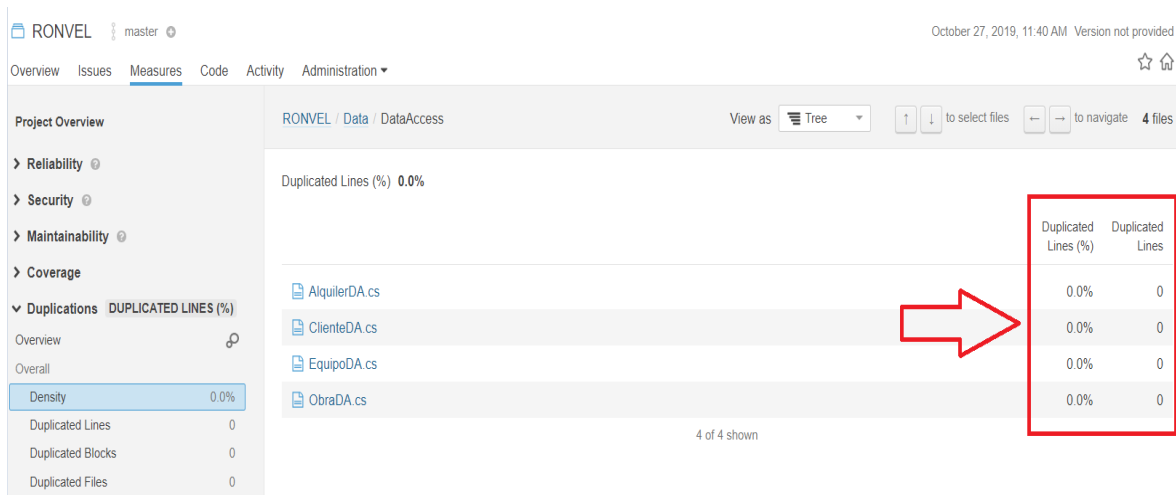 RONVEL master October 27, 2019, 11:40 AM Version not provided
Overview Issues Measures Code Activity Administration
Project Overview
RONVEL / Data / DataAccess View as Tree ↑ ↓ to select files ← → to navigate 4 files
Reliability
Security
Maintainability
Coverage
Duplications DUPLICATED LINES (%)
Overview
Overall
Density 0.0%
Duplicated Lines 0
Duplicated Blocks 0
Duplicated Files 0
Duplicated Lines (%) 0.0%
Duplicated Lines (%) Duplicated Lines
AlquilerDA.cs 0.0% 0
ClienteDA.cs 0.0% 0
EquipoDA.cs 0.0% 0
ObraDA.cs 0.0% 0
4 of 4 shown